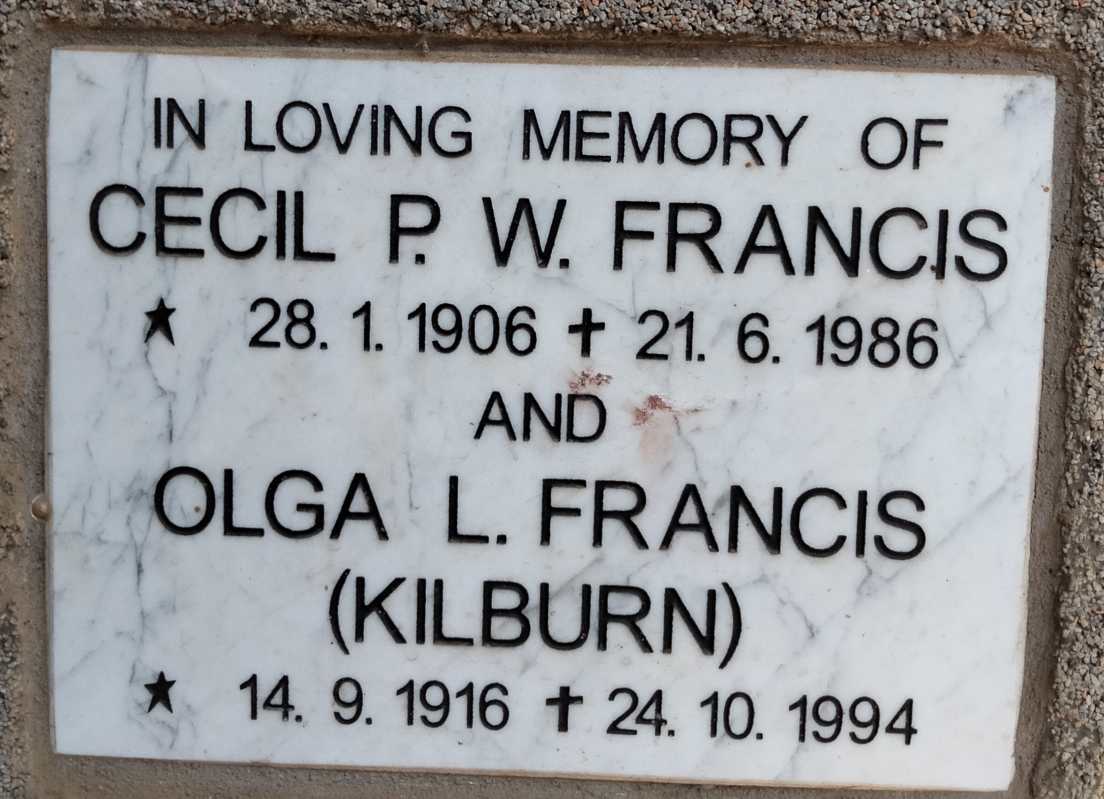 IN LOVING MEMORY OF
CECIL P. W. FRANCIS
★ 28. 1. 1906 ✝ 21. 6. 1986
AND
OLGA L. FRANCIS
(KILBURN)
★ 14. 9. 1916 ✝ 24. 10. 1994